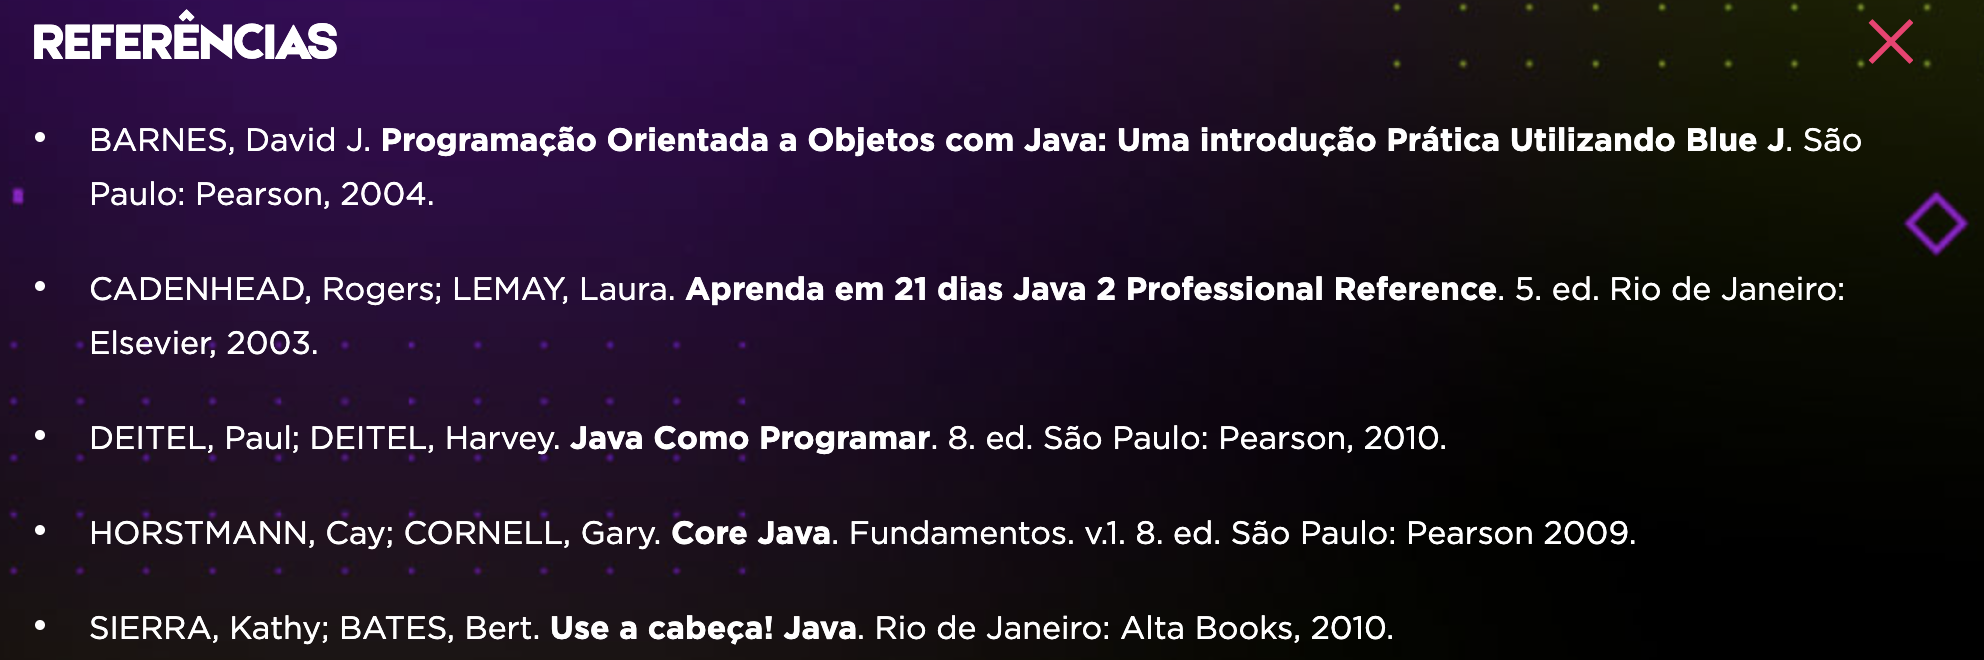 REFERÊNCIAS
• BARNES, David J. Programação Orientada a Objetos com Java: Uma introdução Prática Utilizando Blue J. São
Paulo: Pearson, 2004.
• CADENHEAD, Rogers; LEMAY, Laura. Aprenda em 21 dias Java 2 Professional Reference. 5. ed. Rio de Janeiro:
Elsevier, 2003.
• DEITEL, Paul; DEITEL, Harvey. Java Como Programar. 8. ed. São Paulo: Pearson, 2010.
• HORSTMANN, Cay; CORNELL, Gary. Core Java. Fundamentos. v.1. 8. ed. São Paulo: Pearson 2009.
• SIERRA, Kathy; BATES, Bert. Use a cabeça! Java. Rio de Janeiro: Alta Books, 2010.